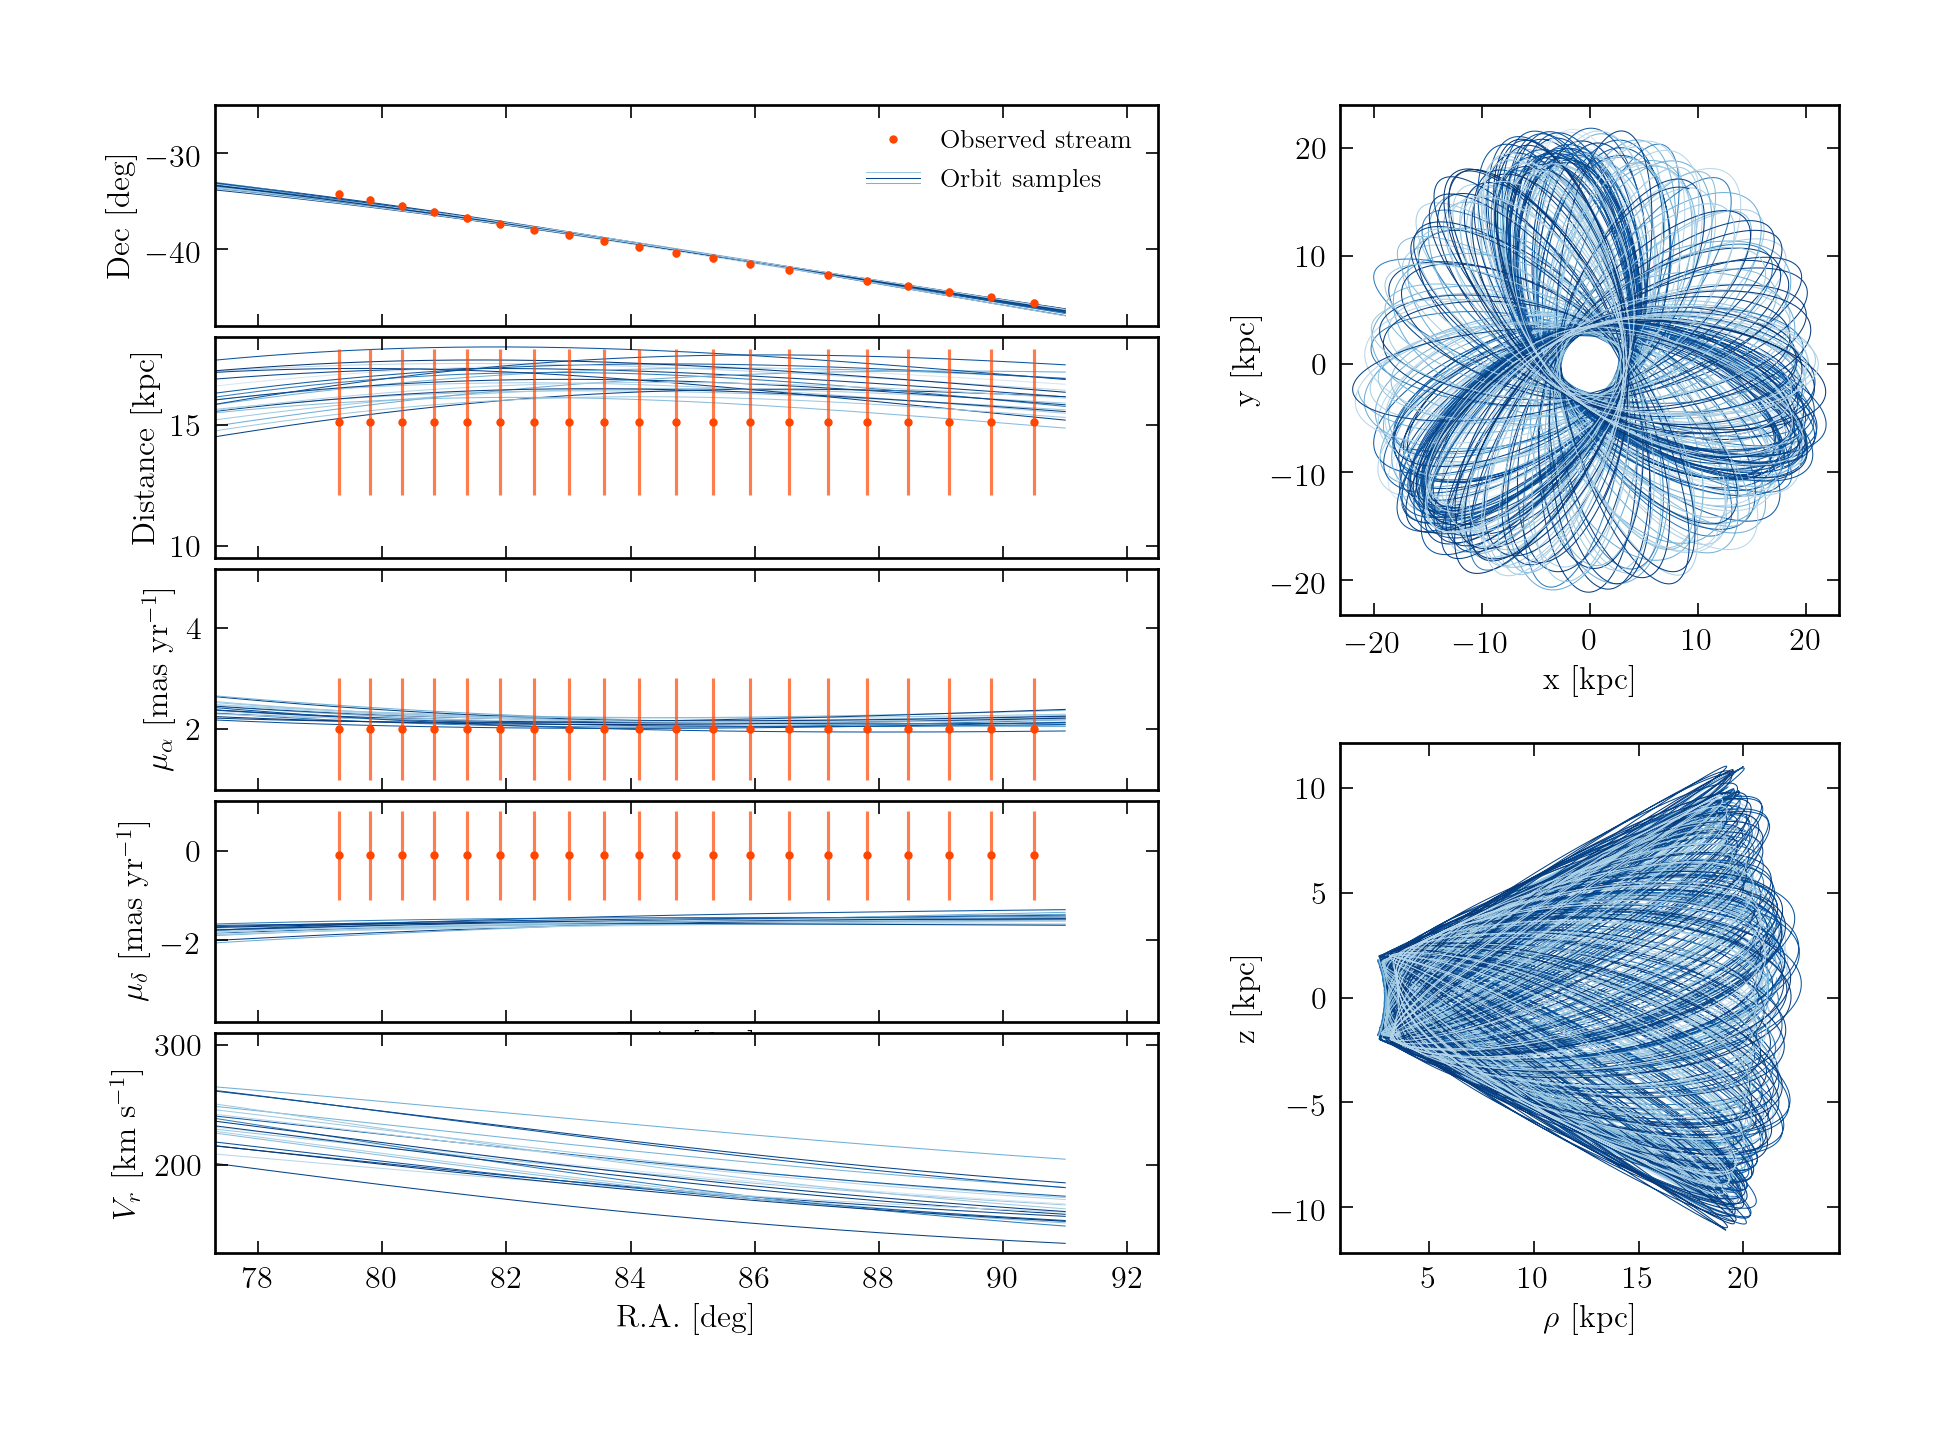 Dec [deg]
−30
−40
Observed stream
Orbit samples
Distance [kpc]
15
10
μα [mas yr−1]
4
2
μδ [mas yr−1]
0
−2
Vr [km s−1]
300
200
78 80 82 84 86 88 90 92
R.A. [deg]
y [kpc]
20
10
0
−10
−20
−20 −10 0 10 20
x [kpc]
z [kpc]
10
5
0
−5
−10
5 10 15 20
ρ [kpc]